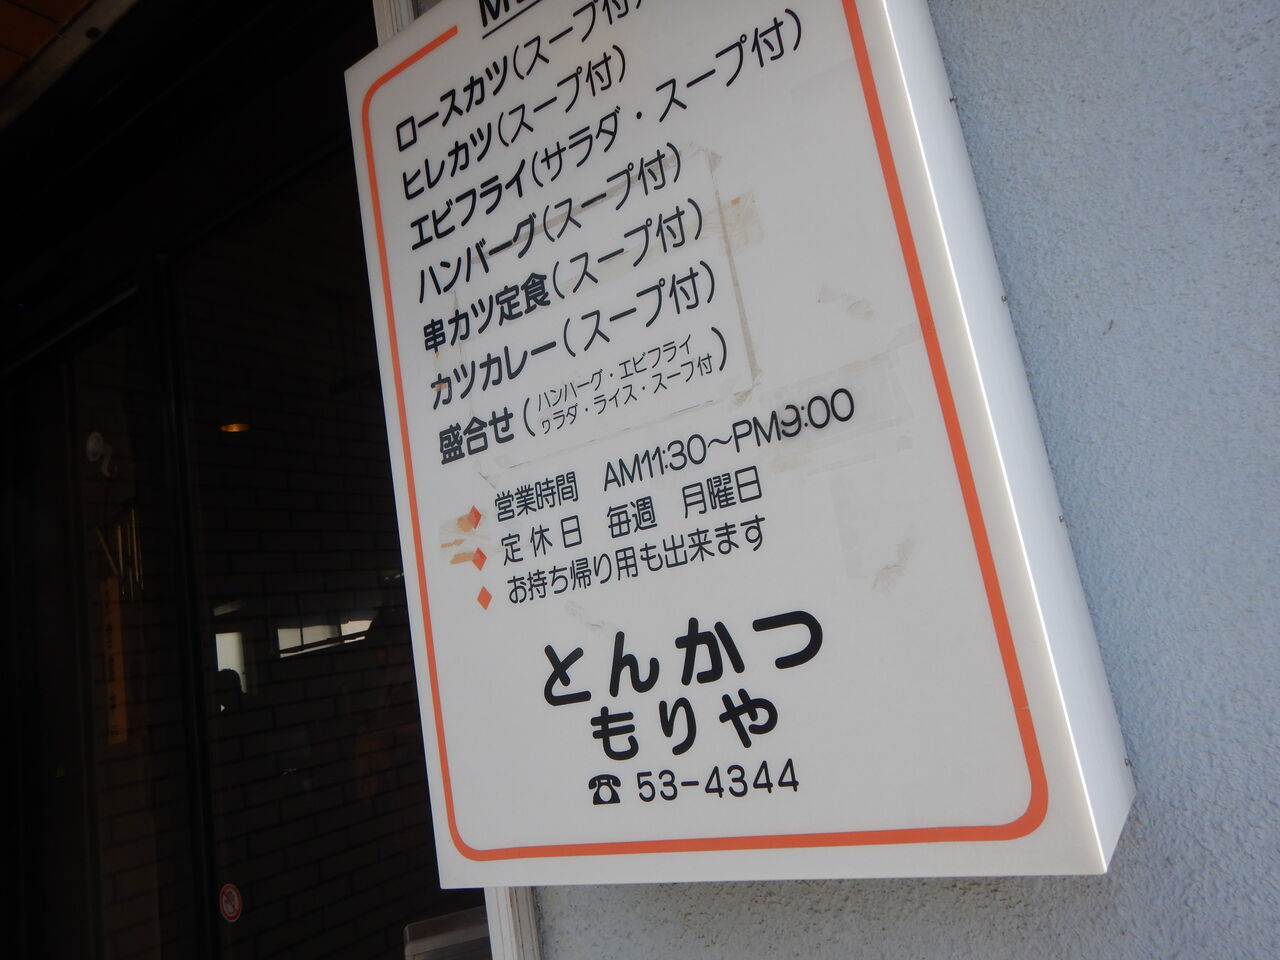 ロースカツ(スープ付)
ヒレカツ(スープ付)
エビフライ(サラダ・スープ付)
ハンバーグ(スープ付)
串カツ定食(スープ付)
カツカレー(スープ付)
盛合せ(ハンバーグ・エビフライ
サラダ・ライス・スープ付)
営業時間 AM11:30～PM9:00
定休日 毎週 月曜日
お持ち帰り用も出来ます
とんかつ
もりや
☎53-4344